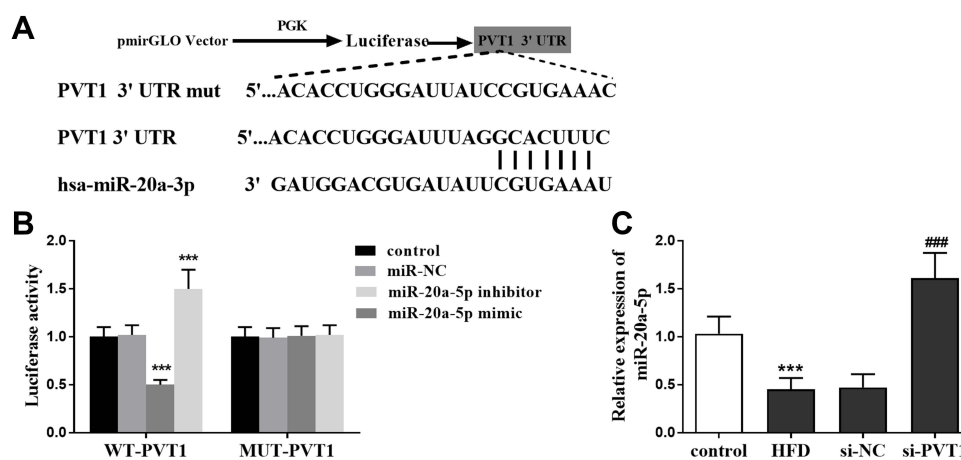 A
PGK
pmirGLO Vector Luciferase PVT1 3' UTR
PVT1 3' UTR mut 5'...ACACCUGGGAUUAUCCGUGAAAC
PVT1 3' UTR 5'...ACACCUGGGAUUUAGGCACUUUC
hsa-miR-20a-3p 3' GAUGGACGUGAUAUUCGUGAAAU
B
Luciferase activity
2.0
1.5
1.0
0.5
0.0
***
***
WT-PVT1 MUT-PVT1
control
miR-NC
miR-20a-5p inhibitor
miR-20a-5p mimic
C
Relative expression of
miR-20a-5p
2.0
1.5
1.0
0.5
0.0
***
###
control HFD si-NC si-PVT1